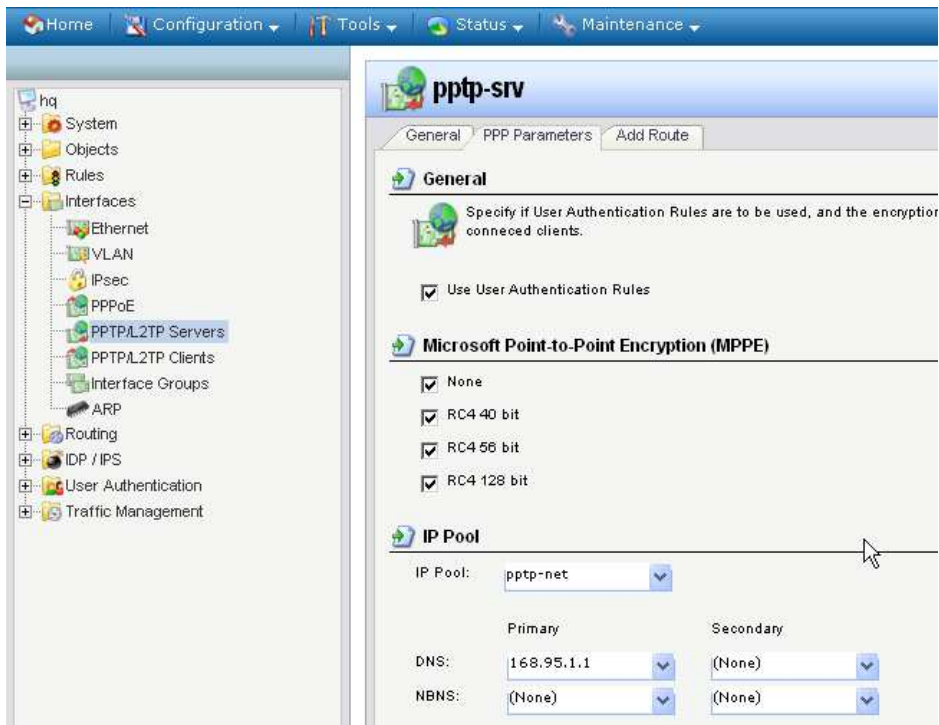 Home Configuration Tools Status Maintenance
hq
System
Objects
Rules
Interfaces
Ethernet
VLAN
IPsec
PPPoE
PPTP/L2TP Servers
PPTP/L2TP Clients
Interface Groups
ARP
Routing
IDP / IPS
User Authentication
Traffic Management
pptp-srv
General PPP Parameters Add Route
General
Specify if User Authentication Rules are to be used, and the encryption
conneced clients.
Use User Authentication Rules
Microsoft Point-to-Point Encryption (MPPE)
None
RC4 40 bit
RC4 56 bit
RC4 128 bit
IP Pool
IP Pool: pptp-net
Primary Secondary
DNS: 168.95.1.1 (None)
NBNS: (None) (None)